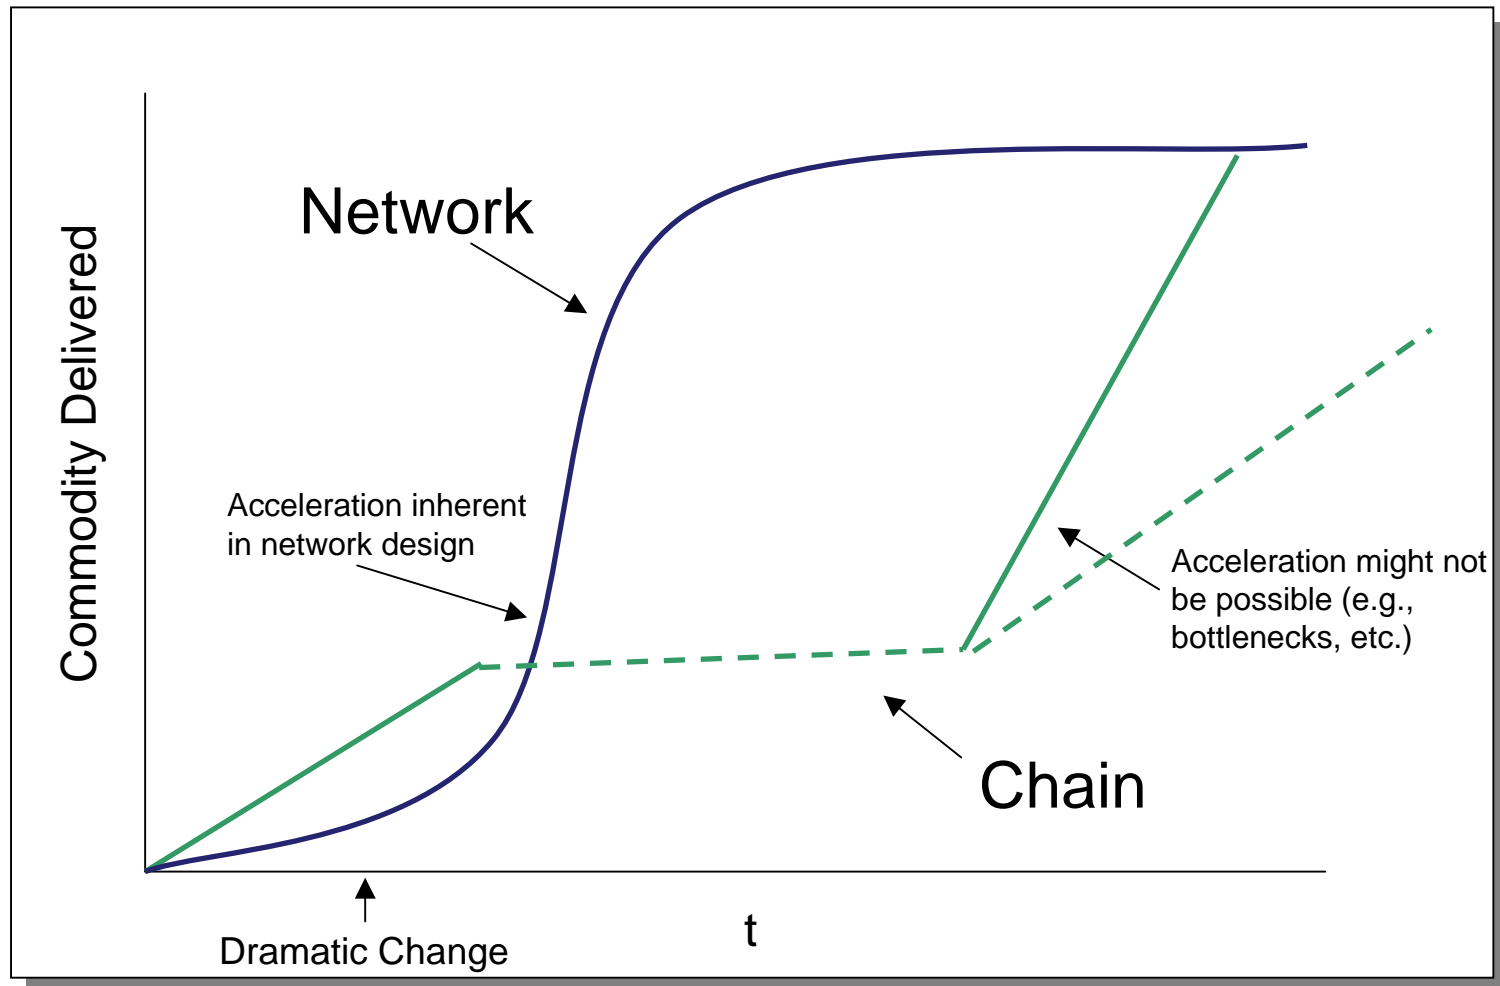 Network
Commodity Delivered
Acceleration inherent
in network design
Acceleration might not
be possible (e.g.,
bottlenecks, etc.)
Chain
t
Dramatic Change